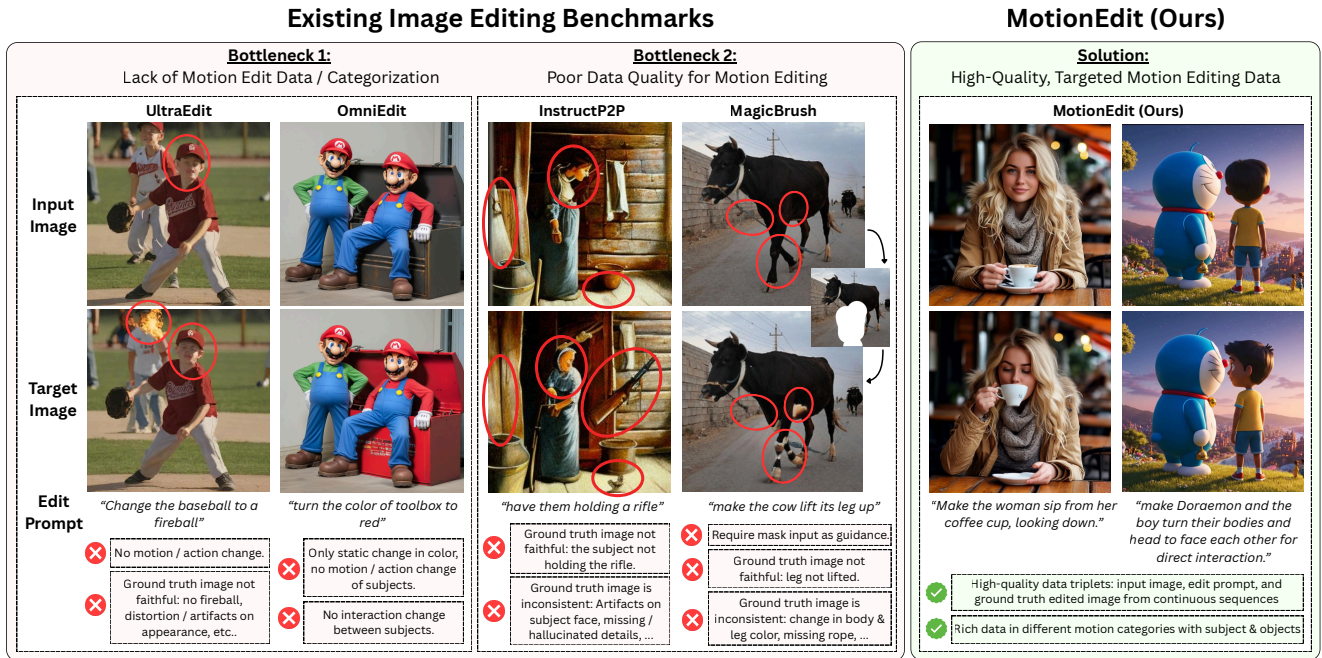 Existing Image Editing Benchmarks
MotionEdit (Ours)
Bottleneck 1:
Lack of Motion Edit Data / Categorization
Bottleneck 2:
Poor Data Quality for Motion Editing
Solution:
High-Quality, Targeted Motion Editing Data
UltraEdit
OmniEdit
InstructP2P
MagicBrush
MotionEdit (Ours)
Input
Image
Target
Image
Edit
Prompt
“Change the baseball to a
fireball”
“turn the color of toolbox to
red”
“have them holding a rifle”
“make the cow lift its leg up”
“Make the woman sip from her
coffee cup, looking down.”
“make Doraemon and the
boy turn their bodies and
head to face each other for
direct interaction.”
No motion / action change.
Ground truth image not
faithful: no fireball,
distortion / artifacts on
appearance, etc..
Only static change in color,
no motion / action change
of subjects.
No interaction change
between subjects.
Ground truth image not
faithful: the subject not
holding the rifle.
Ground truth image is
inconsistent: Artifacts on
subject face, missing /
hallucinated details, ...
Require mask input as guidance.
Ground truth image not
faithful: leg not lifted.
Ground truth image is
inconsistent: change in body &
leg color, missing rope, ...
High-quality data triplets: input image, edit prompt, and
ground truth edited image from continuous sequences
Rich data in different motion categories with subject & objects